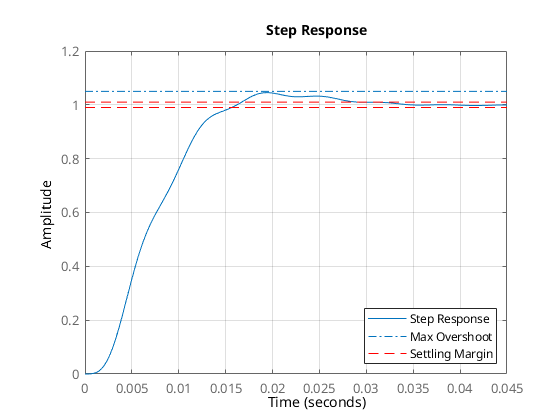 Step Response
1.2
1
0.8
0.6
0.4
0.2
0
Amplitude
Step Response
Max Overshoot
Settling Margin
0 0.005 0.01 0.015 0.02 0.025 0.03 0.035 0.04 0.045
Time (seconds)